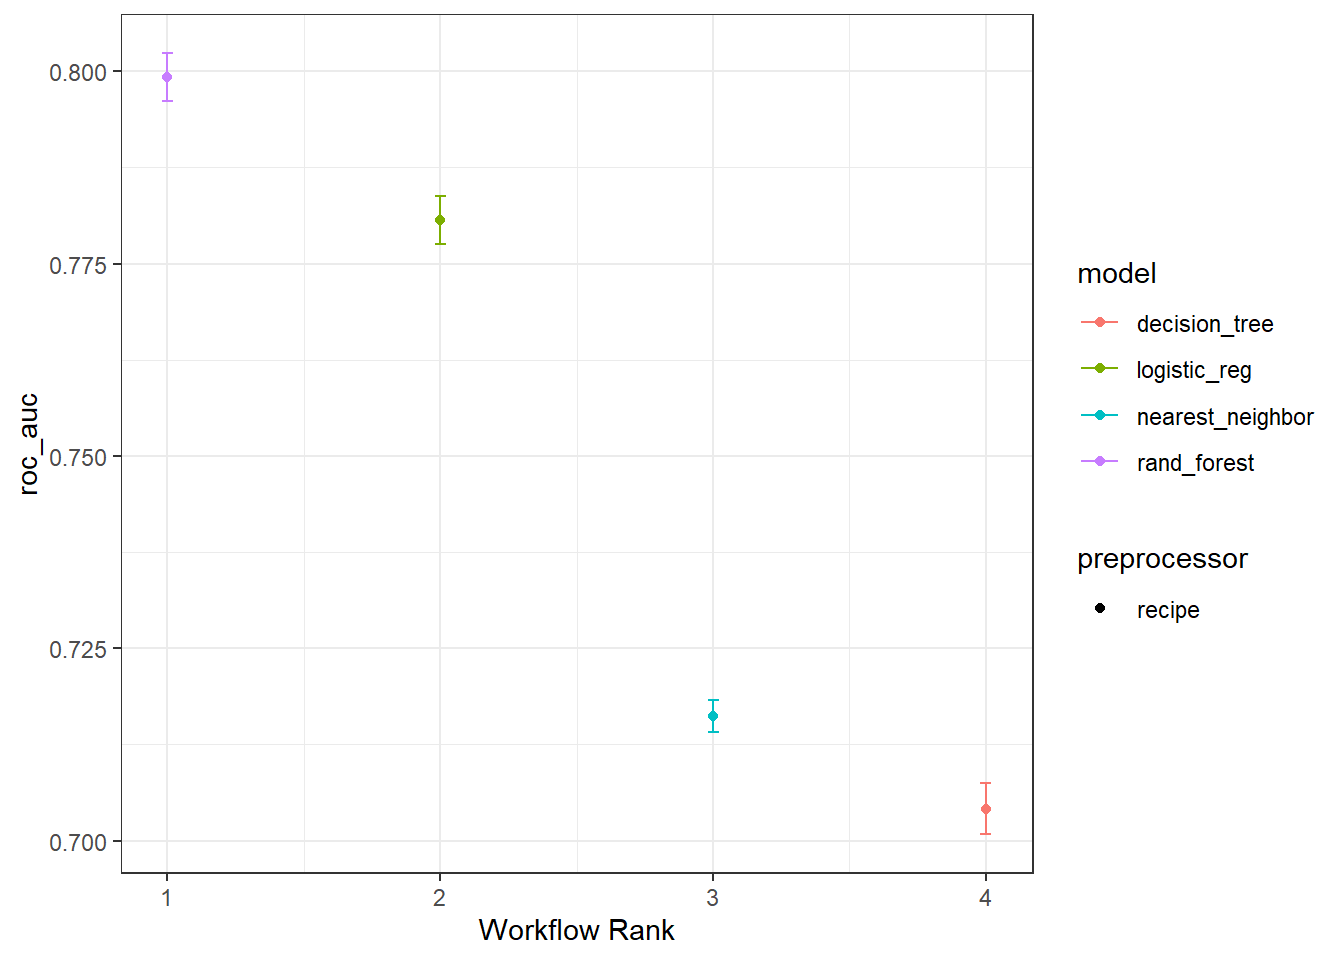 roc_auc
0.800
0.775
0.750
0.725
0.700
1 2 3 4
Workflow Rank
model
decision_tree
logistic_reg
nearest_neighbor
rand_forest
preprocessor
recipe